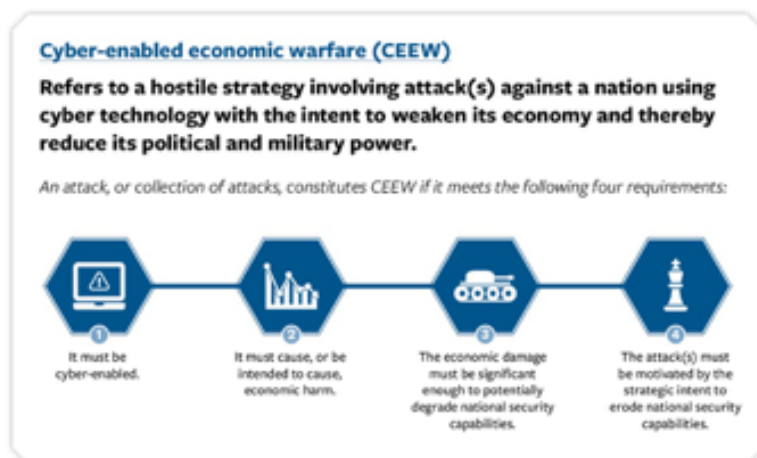 Cyber-enabled economic warfare (CEEW)
Refers to a hostile strategy involving attack(s) against a nation using
cyber technology with the intent to weaken its economy and thereby
reduce its political and military power.
An attack, or collection of attacks, constitutes CEEW if it meets the following four requirements:
1
It must be
cyber-enabled.
2
It must cause, or be
intended to cause,
economic harm.
3
The economic damage
must be significant
enough to potentially
degrade national security
capabilities.
4
The attack(s) must
be motivated by the
strategic intent to
erode national security
capabilities.